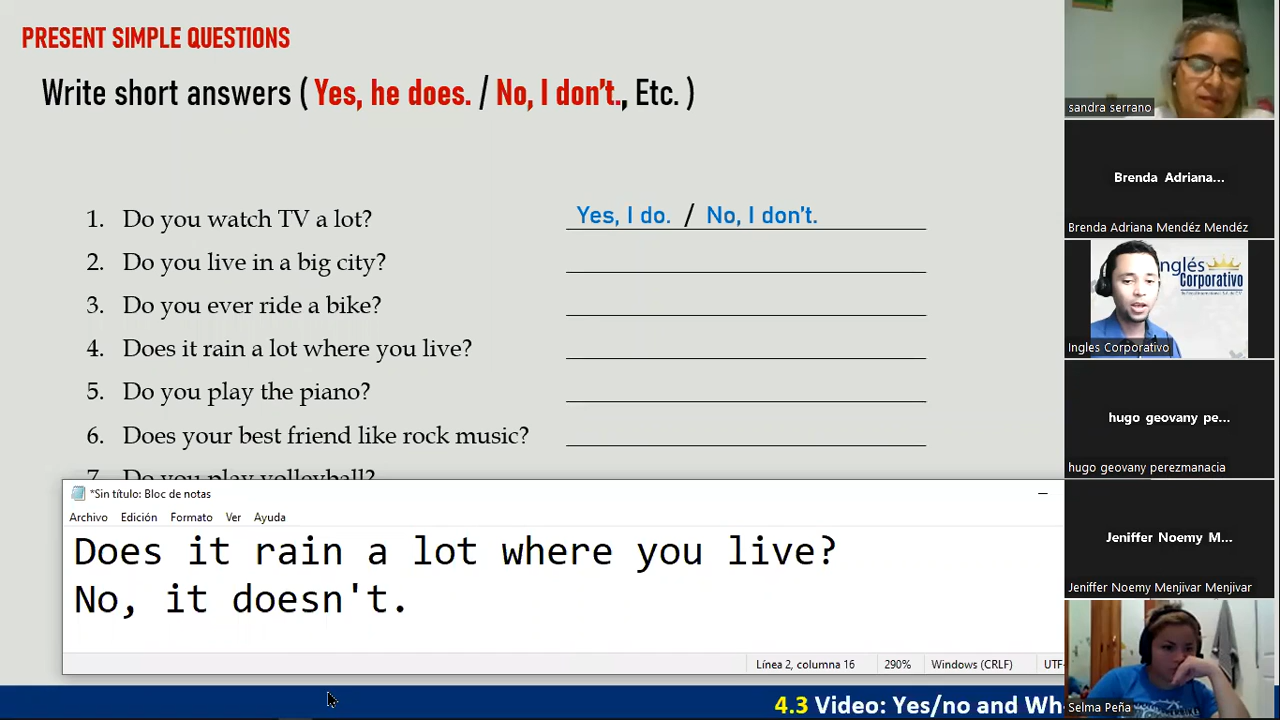 PRESENT SIMPLE QUESTIONS
Write short answers ( Yes, he does. / No, I don't., Etc. )
1. Do you watch TV a lot? Yes, I do. / No, I don't.
2. Do you live in a big city?
3. Do you ever ride a bike?
4. Does it rain a lot where you live?
5. Do you play the piano?
6. Does your best friend like rock music?
7. Do you play volleyball?
*Sin título: Bloc de notas
Archivo Edición Formato Ver Ayuda
Does it rain a lot where you live?
No, it doesn't.
Línea 2, columna 16 290% Windows (CRLF) UTF-
4.3 Video: Yes/no and Wh
sandra serrano
Brenda Adriana...
Brenda Adriana Mendéz Mendéz
Inglés
Corporativo
Ingles Corporativo
hugo geovany pe...
hugo geovany perezmanacia
Jeniffer Noemy M...
Jeniffer Noemy Menjivar Menjivar
Selma Peña